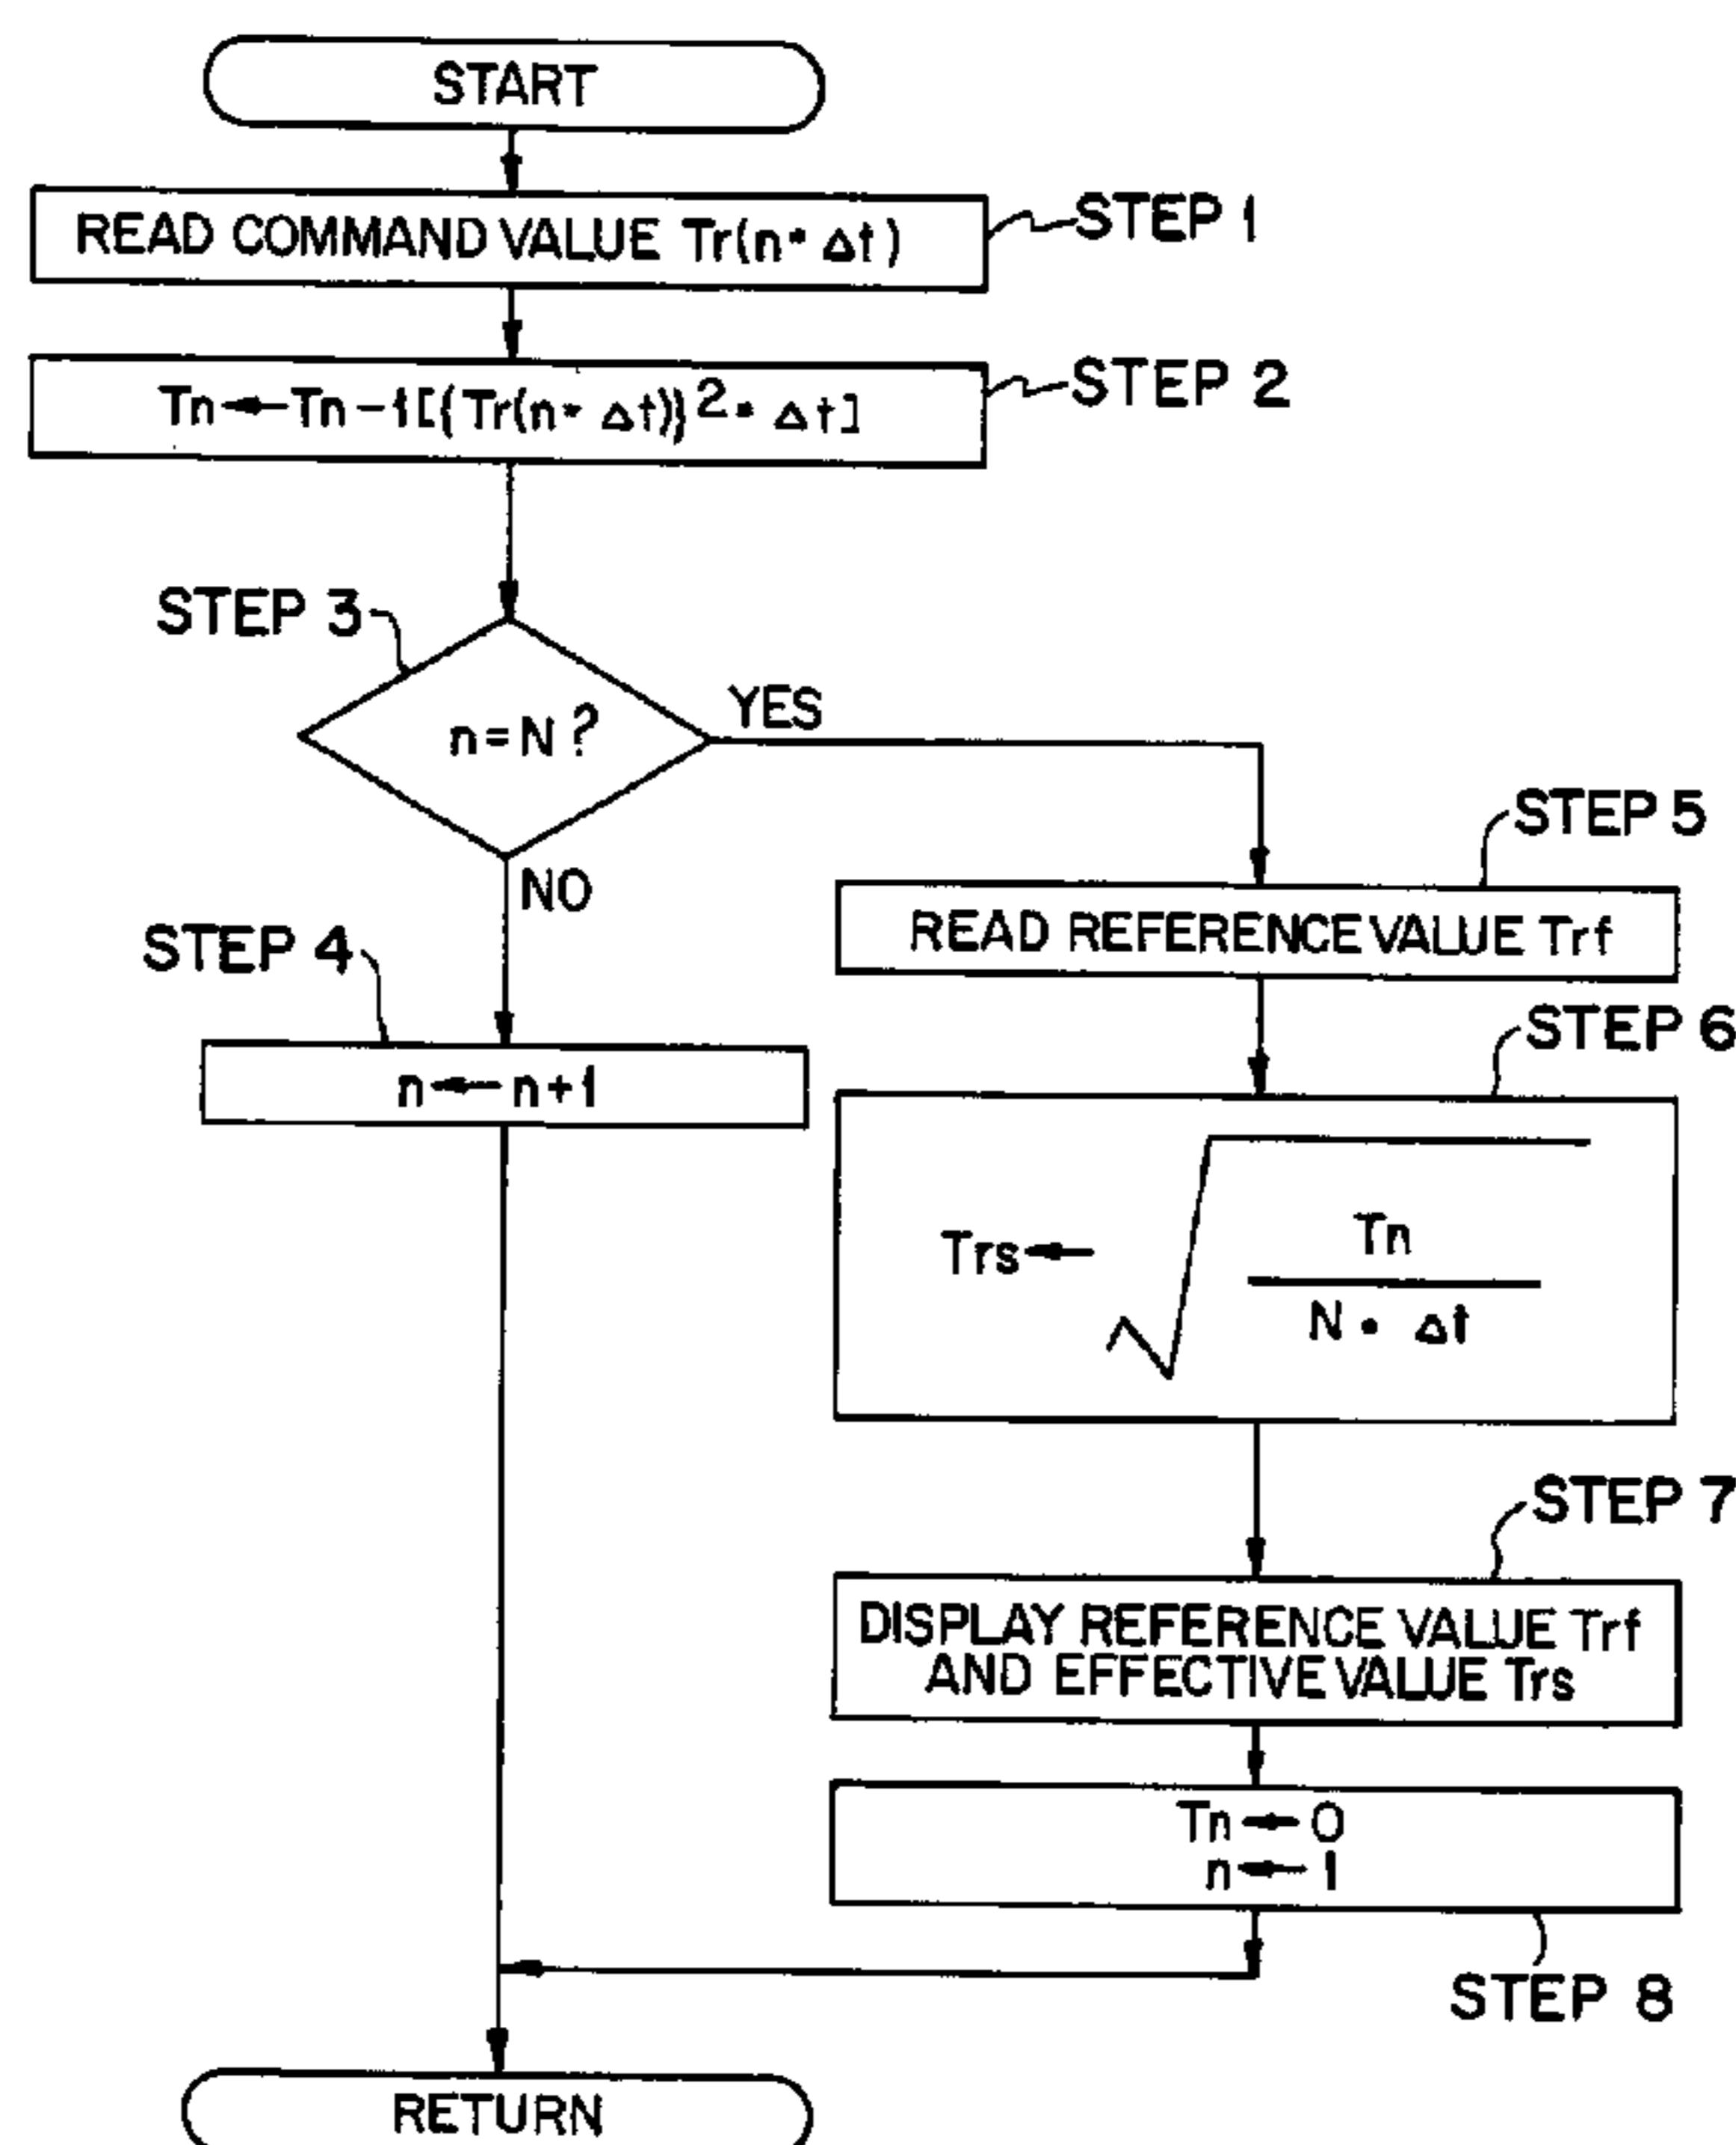 START
READ COMMAND VALUE Tr(n・Δt)
STEP 1
Tn←Tn-1[{Tr(n・Δt)}²・Δt]
STEP 2
STEP 3
n=N?
YES
NO
STEP 5
READ REFERENCE VALUE Trf
STEP 4
n←n+1
STEP 6
Trs←√
Tn
N・Δt
STEP 7
DISPLAY REFERENCE VALUE Trf
AND EFFECTIVE VALUE Trs
Tn←0
n←1
STEP 8
RETURN